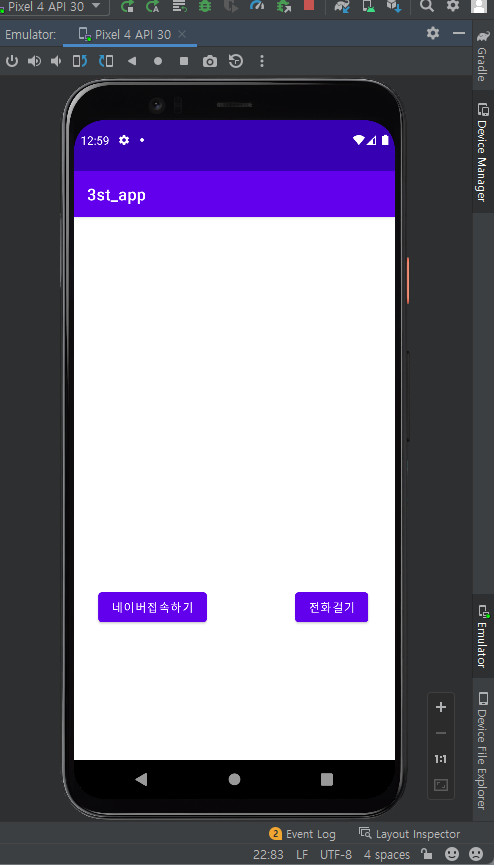 Pixel 4 API 30
Emulator:
Pixel 4 API 30
Gradle
Device Manager
12:59
3st_app
네이버접속하기
전화걸기
Emulator
Device File Explorer
1:1
2 Event Log
Layout Inspector
22:83 LF UTF-8 4 spaces